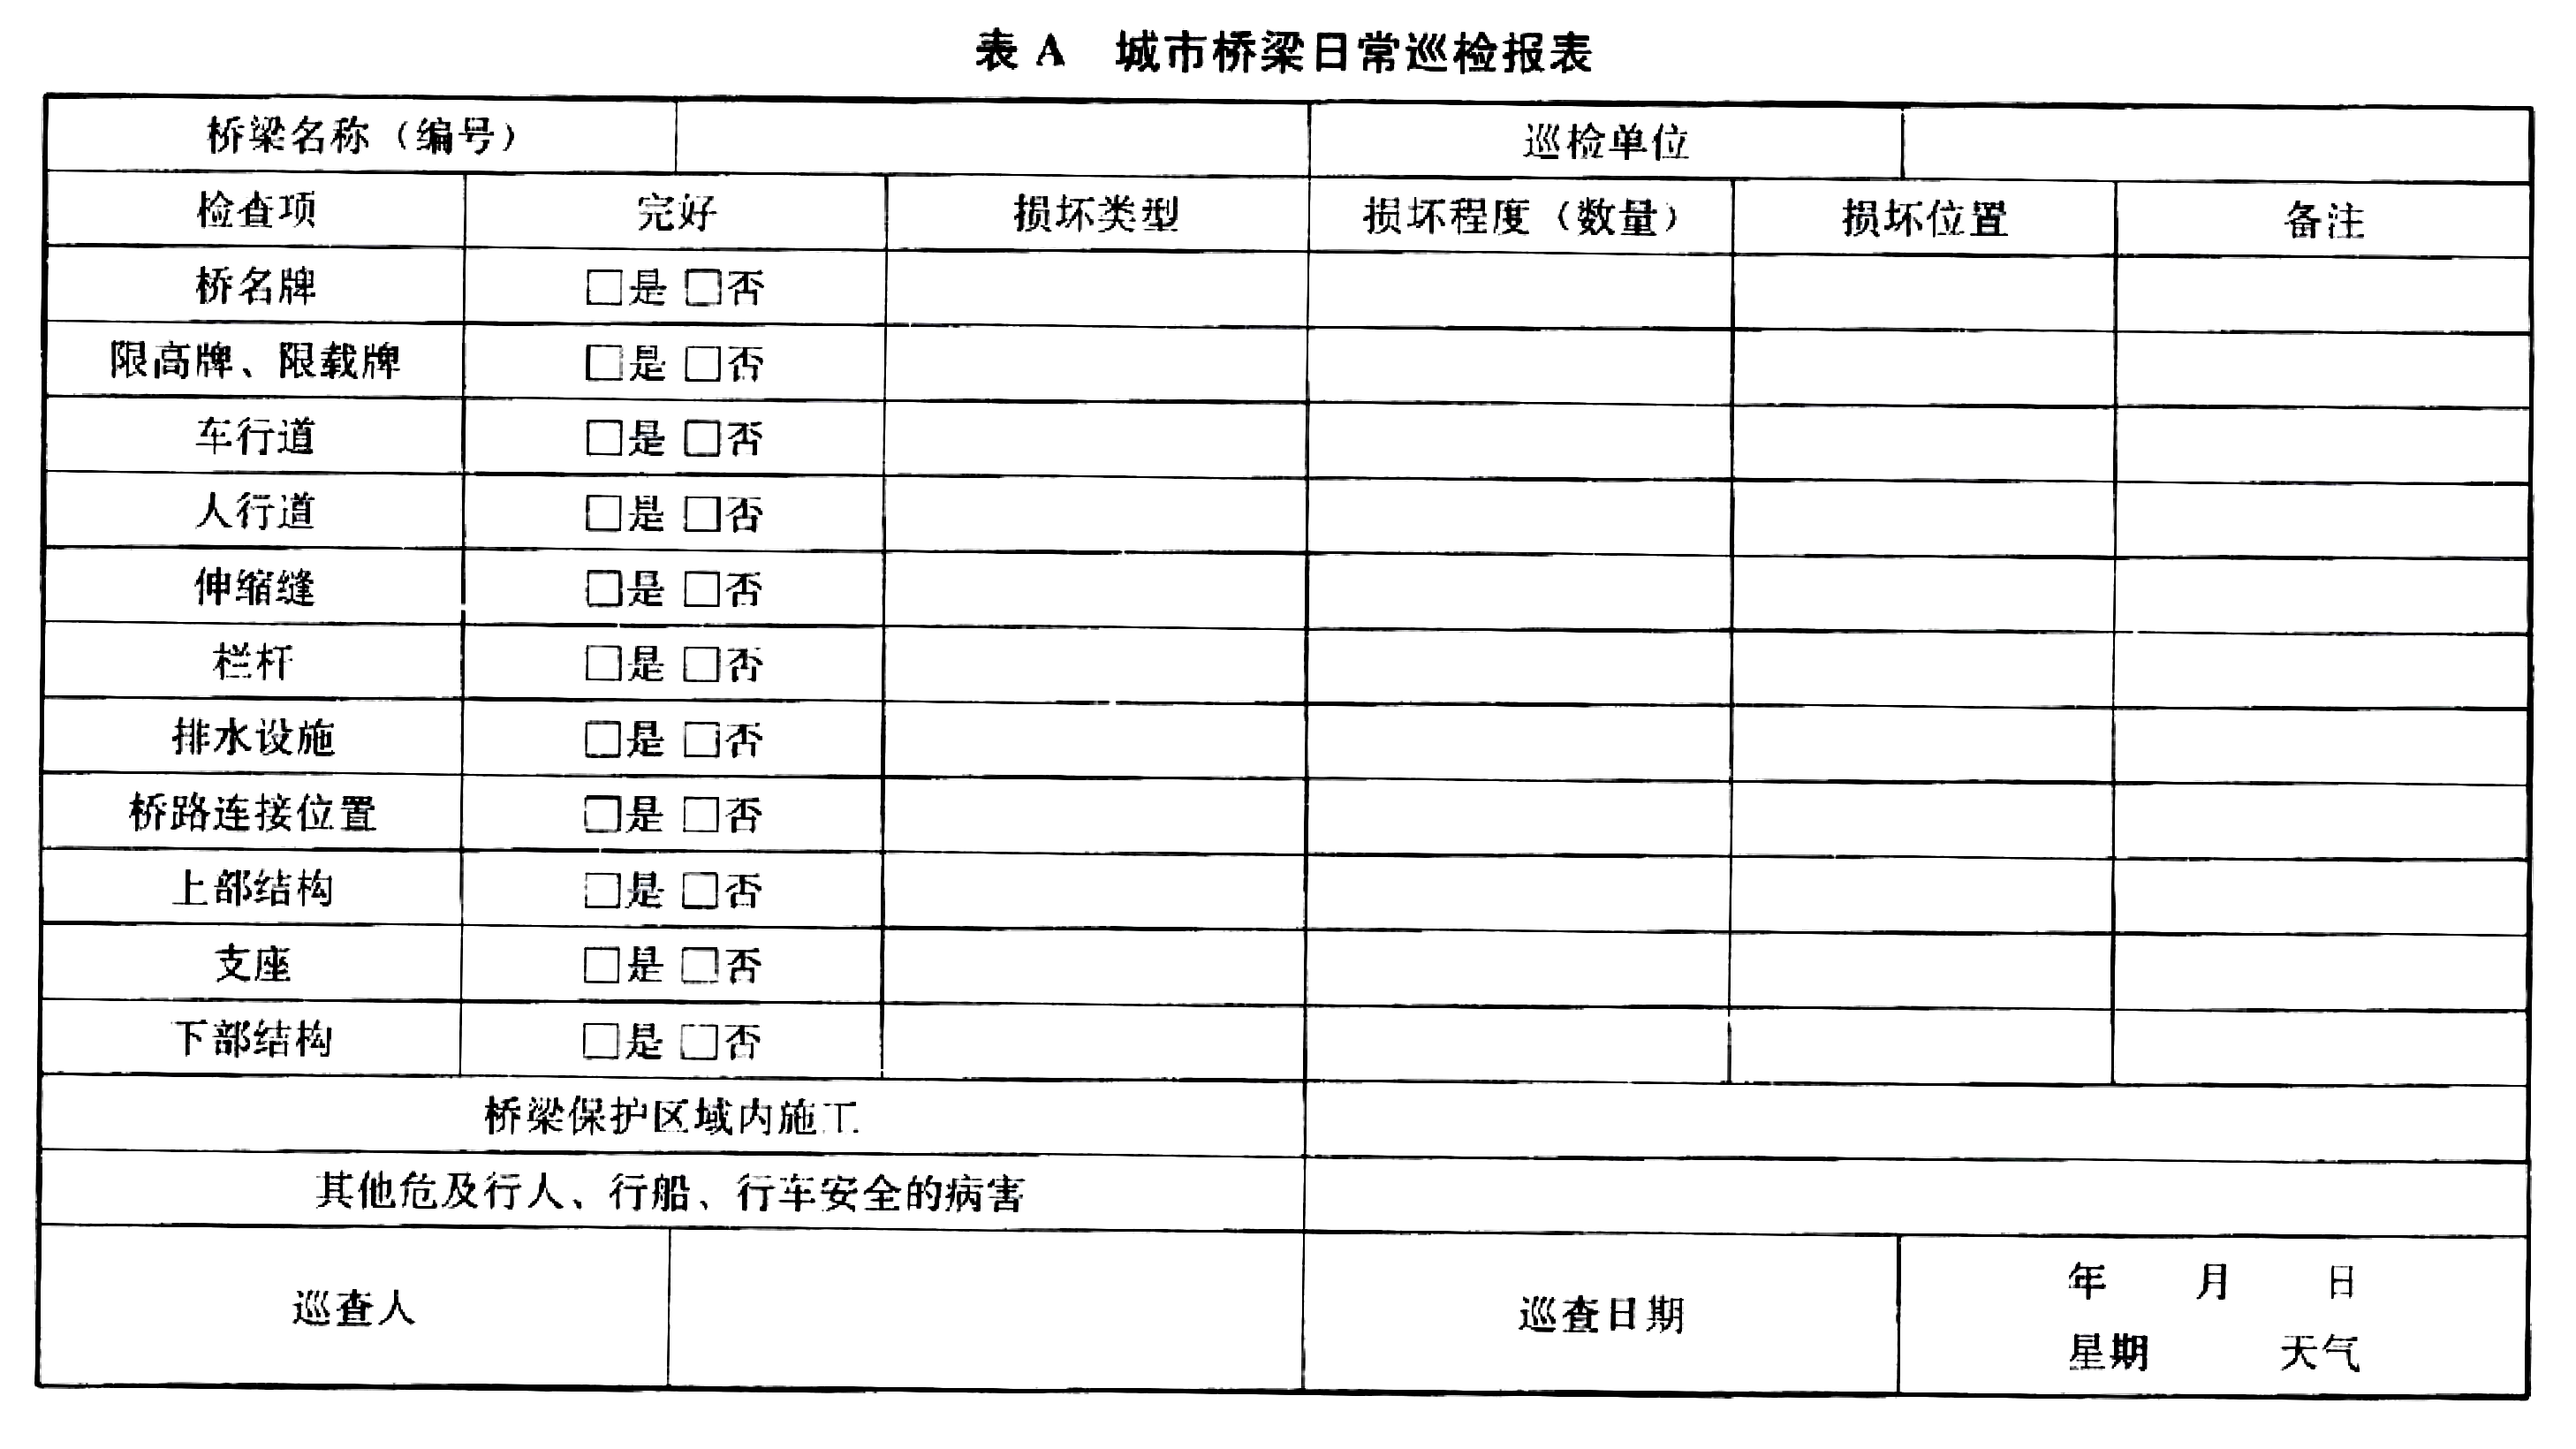 表 A 城市桥梁日常巡检报表
桥梁名称（编号） 巡检单位
检查项 完好 损坏类型 损坏程度（数量） 损坏位置 备注
桥名牌 □是 □否
限高牌、限载牌 □是 □否
车行道 □是 □否
人行道 □是 □否
伸缩缝 □是 □否
栏杆 □是 □否
排水设施 □是 □否
桥路连接位置 □是 □否
上部结构 □是 □否
支座 □是 □否
下部结构 □是 □否
桥梁保护区域内施工
其他危及行人、行船、行车安全的病害
巡查人 巡查日期 年 月 日
星期 天气